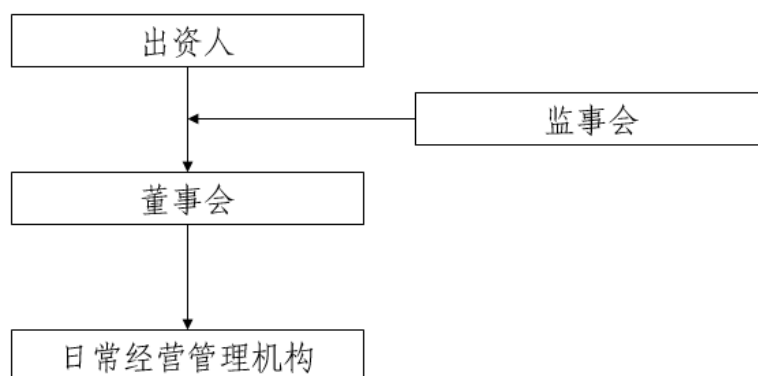 出资人
监事会
董事会
日常经营管理机构